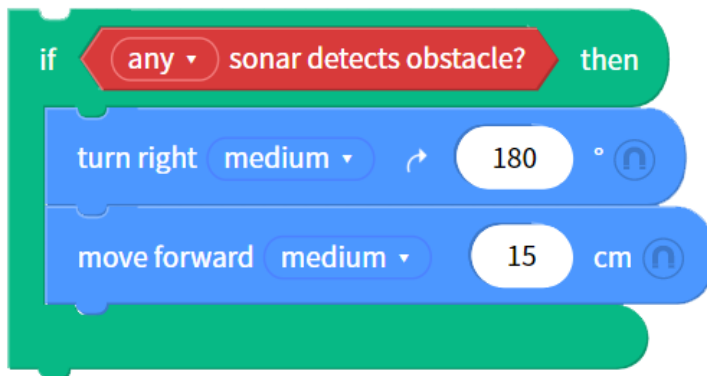 if any sonar detects obstacle? then
turn right medium 180 °
move forward medium 15 cm